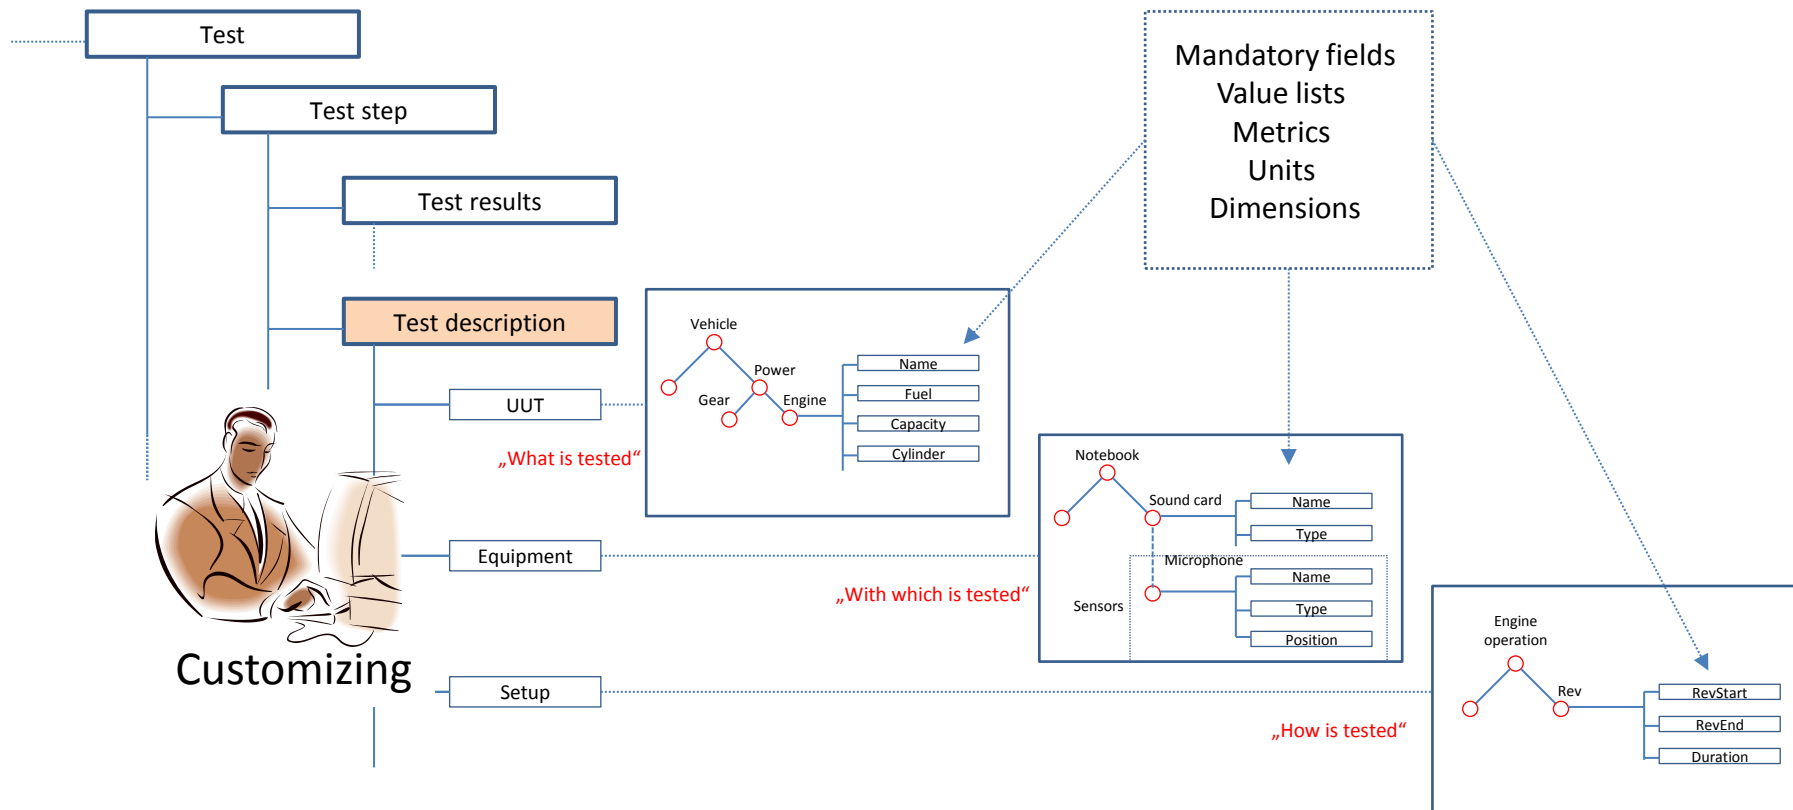 Test
Test step
Test results
Test description
UUT
„What is tested“
Equipment
„With which is tested“
Setup
„How is tested“
Customizing
Mandatory fields
Value lists
Metrics
Units
Dimensions
Vehicle
Power
Gear
Engine
Name
Fuel
Capacity
Cylinder
Notebook
Sound card
Name
Type
Microphone
Sensors
Name
Type
Position
Engine
operation
Rev
RevStart
RevEnd
Duration